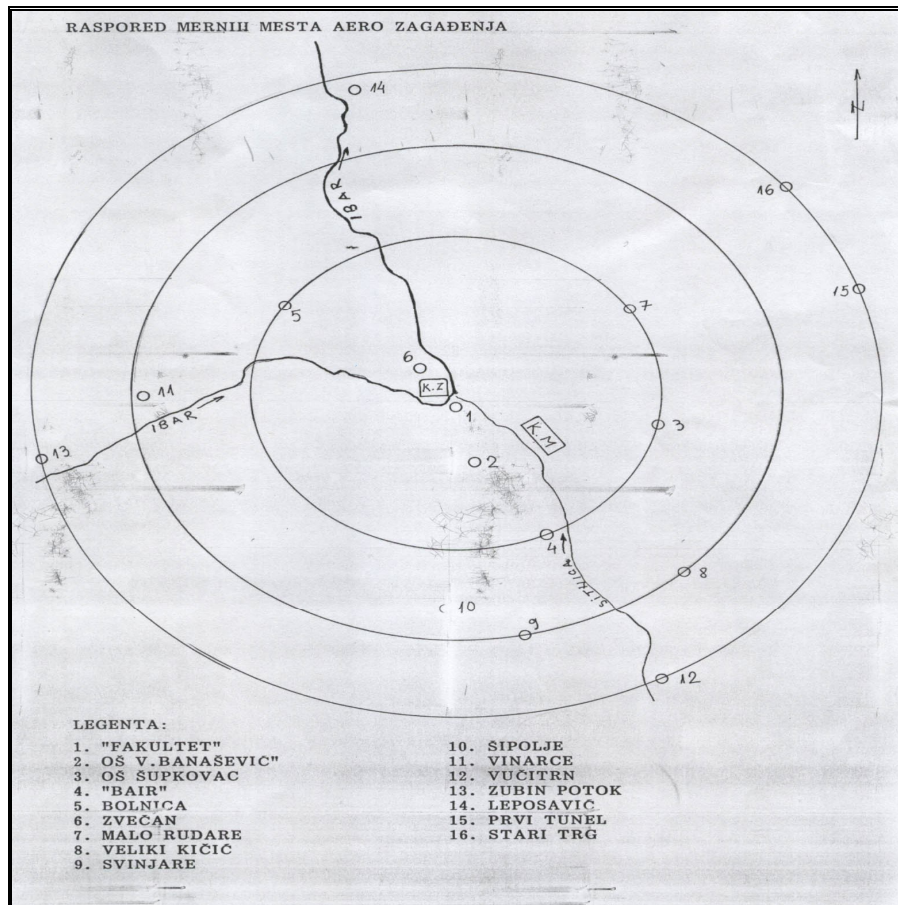 RASPORED MERNIH MESTA AERO ZAGAĐENJA
14
N
16
IBAR
15
5
7
6
K.Z
11
1
3
IBAR
K.M
13
2
4
8
SITNICA
10
9
12
LEGENTA:
1. "FAKULTET"
2. OŠ V.BANAŠEVIĆ"
3. OŠ ŠUPKOVAC
4. "BAIR"
5. BOLNICA
6. ZVEČAN
7. MALO RUDARE
8. VELIKI KIČIĆ
9. SVINJARE
10. ŠIPOLJE
11. VINARCE
12. VUČITRN
13. ZUBIN POTOK
14. LEPOSAVIĆ
15. PRVI TUNEL
16. STARI TRG